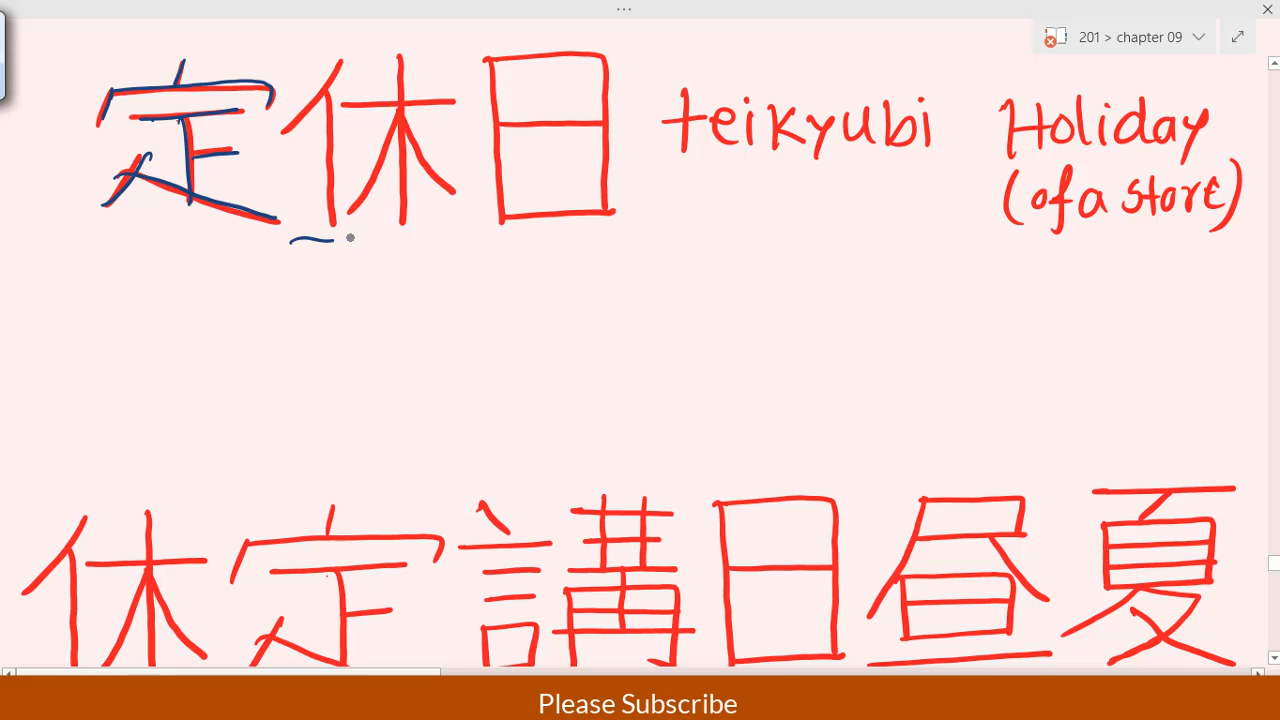 201 > chapter 09
定休日 teikyubi Holiday
(of a store)
休定講日昼夏
Please Subscribe